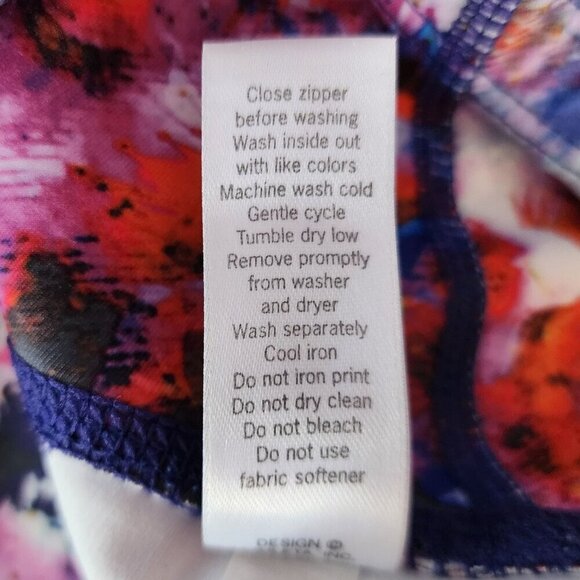 Close zipper
before washing
Wash inside out
with like colors
Machine wash cold
Gentle cycle
Tumble dry low
Remove promptly
from washer
and dryer
Wash separately
Cool iron
Do not iron print
Do not dry clean
Do not bleach
Do not use
fabric softener
DESIGN ©
INC.